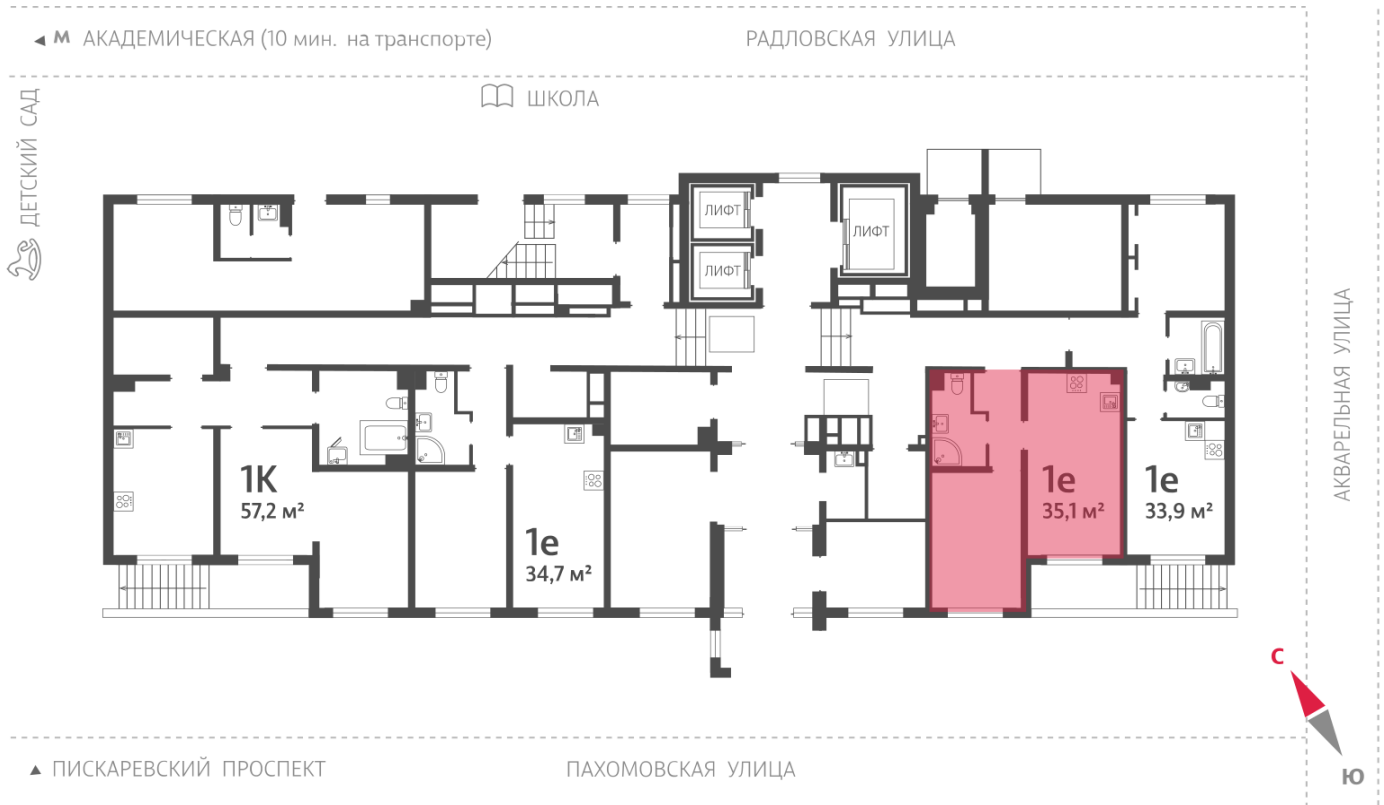 М АКАДЕМИЧЕСКАЯ (10 мин. на транспорте)
РАДЛОВСКАЯ УЛИЦА
ШКОЛА
ДЕТСКИЙ САД
ЛИФТ
ЛИФТ
ЛИФТ
1К
57,2 м²
1е
34,7 м²
1е
35,1 м²
1е
33,9 м²
АКВАРЕЛЬНАЯ УЛИЦА
С
Ю
ПИСКАРЕВСКИЙ ПРОСПЕКТ
ПАХОМОВСКАЯ УЛИЦА